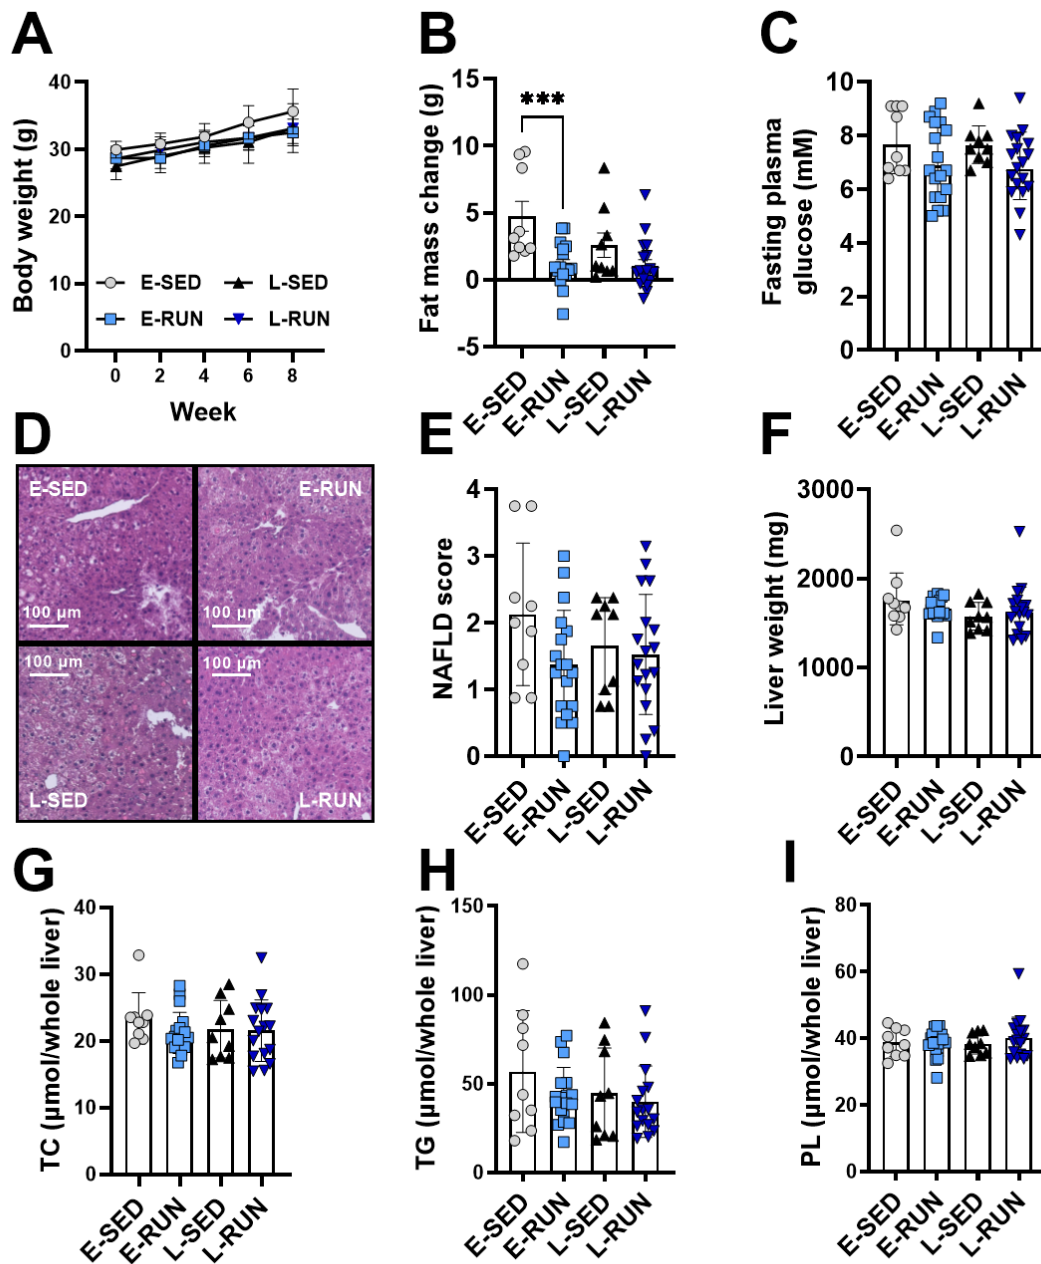 A
Body weight (g)
40
30
20
10
0
E-SED
L-SED
E-RUN
L-RUN
0 2 4 6 8
Week
B
Fat mass change (g)
15
10
5
0
-5
***
E-SED
E-RUN
L-SED
L-RUN
C
Fasting plasma
glucose (mM)
10
8
6
4
2
0
E-SED
E-RUN
L-SED
L-RUN
D
E-SED
100 µm
E-RUN
100 µm
100 µm
L-SED
100 µm
L-RUN
E
NAFLD score
4
3
2
1
0
E-SED
E-RUN
L-SED
L-RUN
F
Liver weight (mg)
3000
2000
1000
0
E-SED
E-RUN
L-SED
L-RUN
G
TC (µmol/whole liver)
40
30
20
10
0
E-SED
E-RUN
L-SED
L-RUN
H
TG (µmol/whole liver)
150
100
50
0
E-SED
E-RUN
L-SED
L-RUN
I
PL (µmol/whole liver)
80
60
40
20
0
E-SED
E-RUN
L-SED
L-RUN